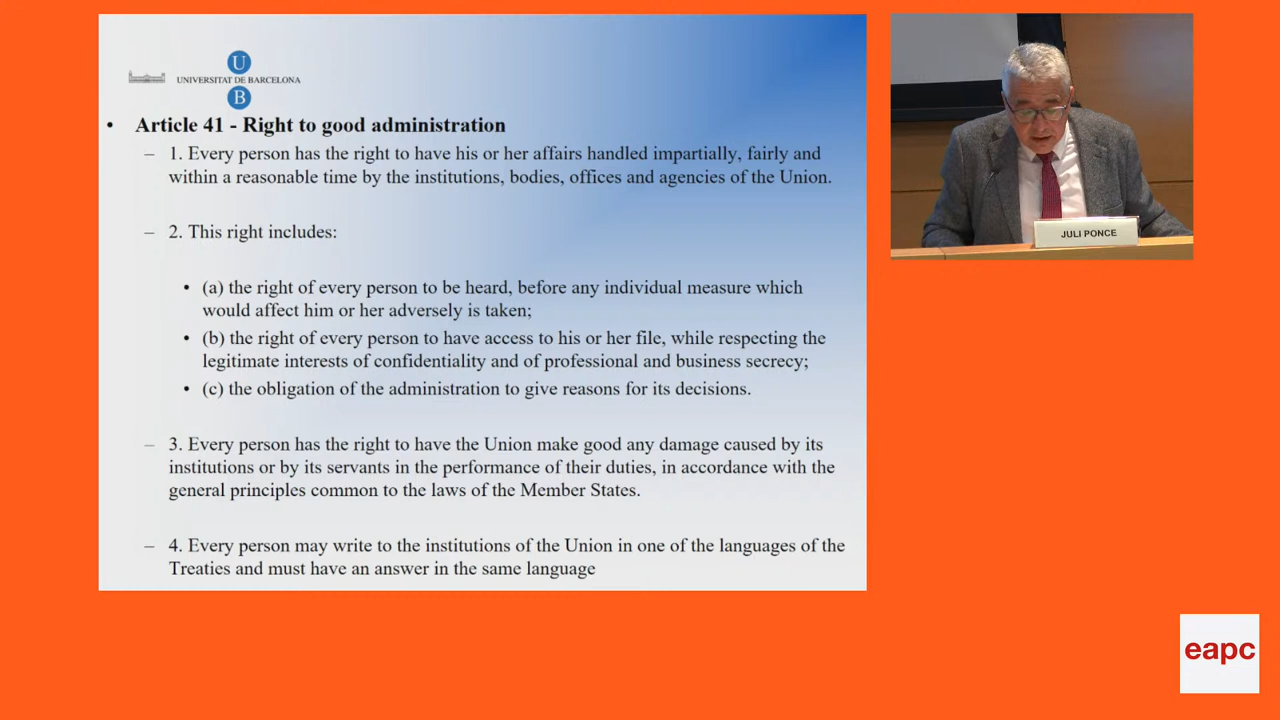 U
UNIVERSITAT DE BARCELONA
B
• Article 41 - Right to good administration
– 1. Every person has the right to have his or her affairs handled impartially, fairly and
within a reasonable time by the institutions, bodies, offices and agencies of the Union.
– 2. This right includes:
• (a) the right of every person to be heard, before any individual measure which
would affect him or her adversely is taken;
• (b) the right of every person to have access to his or her file, while respecting the
legitimate interests of confidentiality and of professional and business secrecy;
• (c) the obligation of the administration to give reasons for its decisions.
– 3. Every person has the right to have the Union make good any damage caused by its
institutions or by its servants in the performance of their duties, in accordance with the
general principles common to the laws of the Member States.
– 4. Every person may write to the institutions of the Union in one of the languages of the
Treaties and must have an answer in the same language
JULI PONCE
eapc